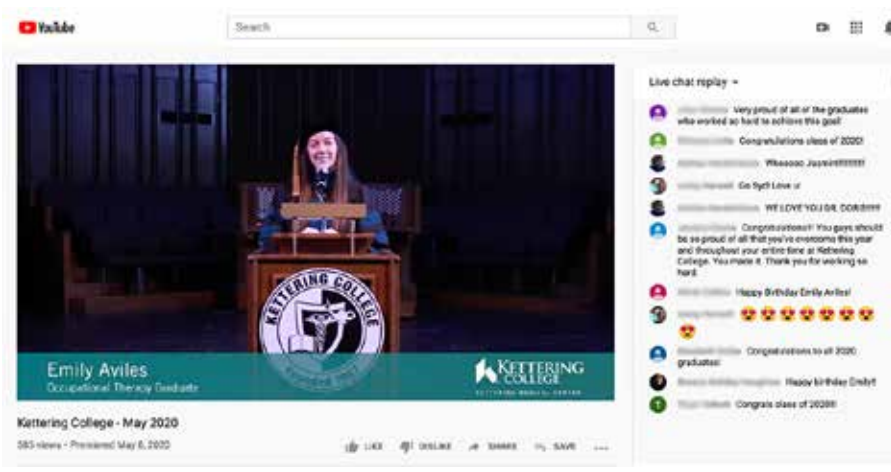 YouTube
Search
Live chat replay
Very proud of all of the graduates
who worked so hard to achieve this goal!
Congratulations class of 2020!
Go Syd! Love u
WE LOVE YOU DR.
Congratulations!! You guys should
be so proud of all that you've overcome this year
and throughout your entire time at Kettering
College. You made it. Thank you for working so
hard.
Happy Birthday Emily Aviles!
Congratulations to all 2020
graduates!
Happy birthday Emily!!
Congrats class of 2020!!
KETTERING COLLEGE
Emily Aviles
Occupational Therapy Graduate
KETTERING
COLLEGE
KETTERING MEDICAL CENTER
Kettering College - May 2020
585 views • Premiered May 8, 2020
LIKE DISLIKE SHARE SAVE